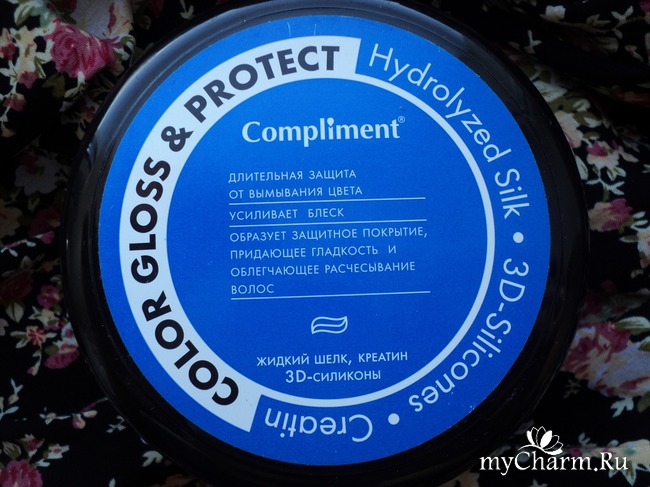 COLOR GLOSS & PROTECT
Hydrolyzed Silk • 3D-Silicones • Creatin
Compliment®
ДЛИТЕЛЬНАЯ ЗАЩИТА
ОТ ВЫМЫВАНИЯ ЦВЕТА
УСИЛИВАЕТ БЛЕСК
ОБРАЗУЕТ ЗАЩИТНОЕ ПОКРЫТИЕ,
ПРИДАЮЩЕЕ ГЛАДКОСТЬ И
ОБЛЕГЧАЮЩЕЕ РАСЧЕСЫВАНИЕ
ВОЛОС
ЖИДКИЙ ШЕЛК, КРЕАТИН
3D-СИЛИКОНЫ
myCharm.Ru